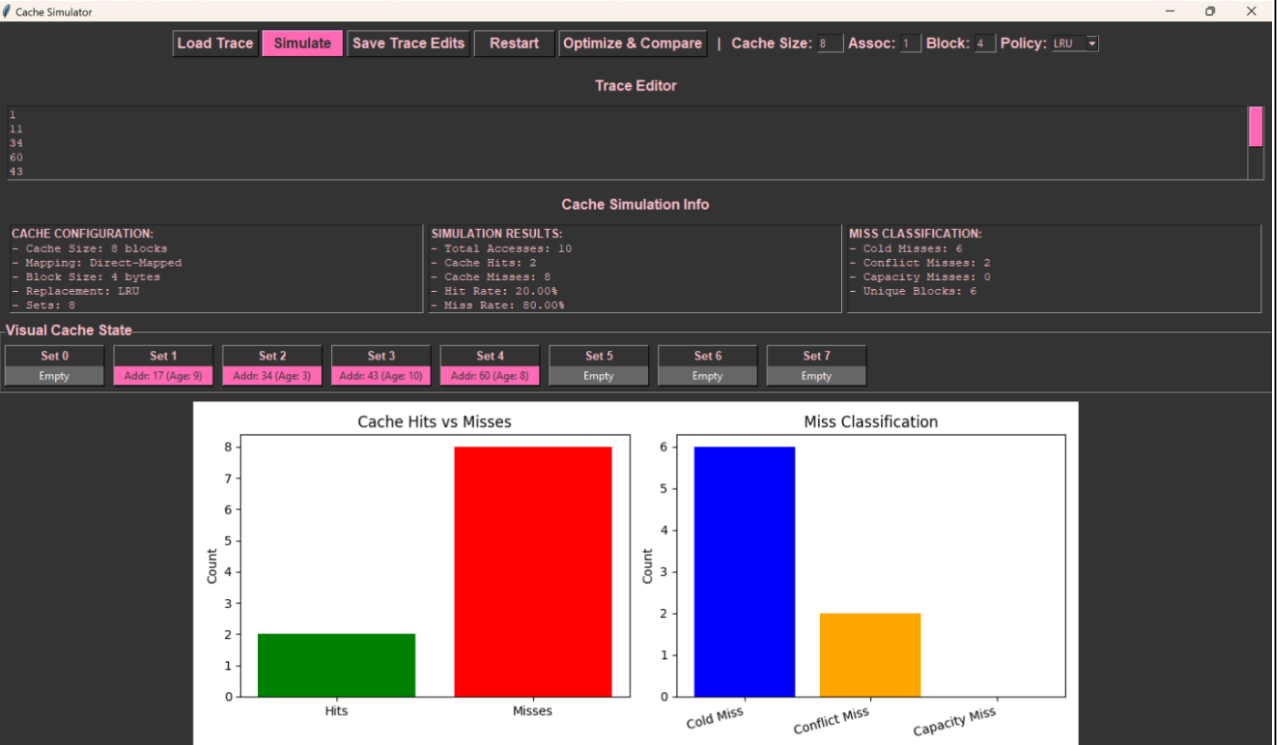 Cache Simulator
Load Trace Simulate Save Trace Edits Restart Optimize & Compare | Cache Size: 8 Assoc: 1 Block: 4 Policy: LRU
Trace Editor
1
11
34
60
43
Cache Simulation Info
CACHE CONFIGURATION:
- Cache Size: 8 blocks
- Mapping: Direct-Mapped
- Block Size: 4 bytes
- Replacement: LRU
- Sets: 8
SIMULATION RESULTS:
- Total Accesses: 10
- Cache Hits: 2
- Cache Misses: 8
- Hit Rate: 20.00%
- Miss Rate: 80.00%
MISS CLASSIFICATION:
- Cold Misses: 6
- Conflict Misses: 2
- Capacity Misses: 0
- Unique Blocks: 6
Visual Cache State
Set 0 Set 1 Set 2 Set 3 Set 4 Set 5 Set 6 Set 7
Empty Addr: 17 (Age: 9) Addr: 34 (Age: 3) Addr: 43 (Age: 10) Addr: 60 (Age: 8) Empty Empty Empty
Cache Hits vs Misses
8
7
6
5
4
3
2
1
0
Count
Hits Misses
Miss Classification
6
5
4
3
2
1
0
Count
Cold Miss Conflict Miss Capacity Miss